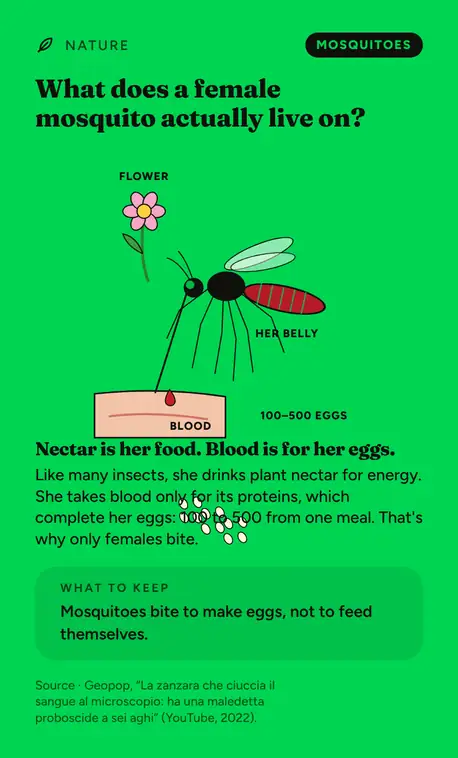 NATURE
MOSQUITOES
What does a female
mosquito actually live on?
FLOWER
HER BELLY
100–500 EGGS
BLOOD
Nectar is her food. Blood is for her eggs.
Like many insects, she drinks plant nectar for energy.
She takes blood only for its proteins, which
complete her eggs: 100 to 500 from one meal. That's
why only females bite.
WHAT TO KEEP
Mosquitoes bite to make eggs, not to feed
themselves.
Source · Geopop, “La zanzara che ciuccia il
sangue al microscopio: ha una maledetta
proboscide a sei aghi” (YouTube, 2022).